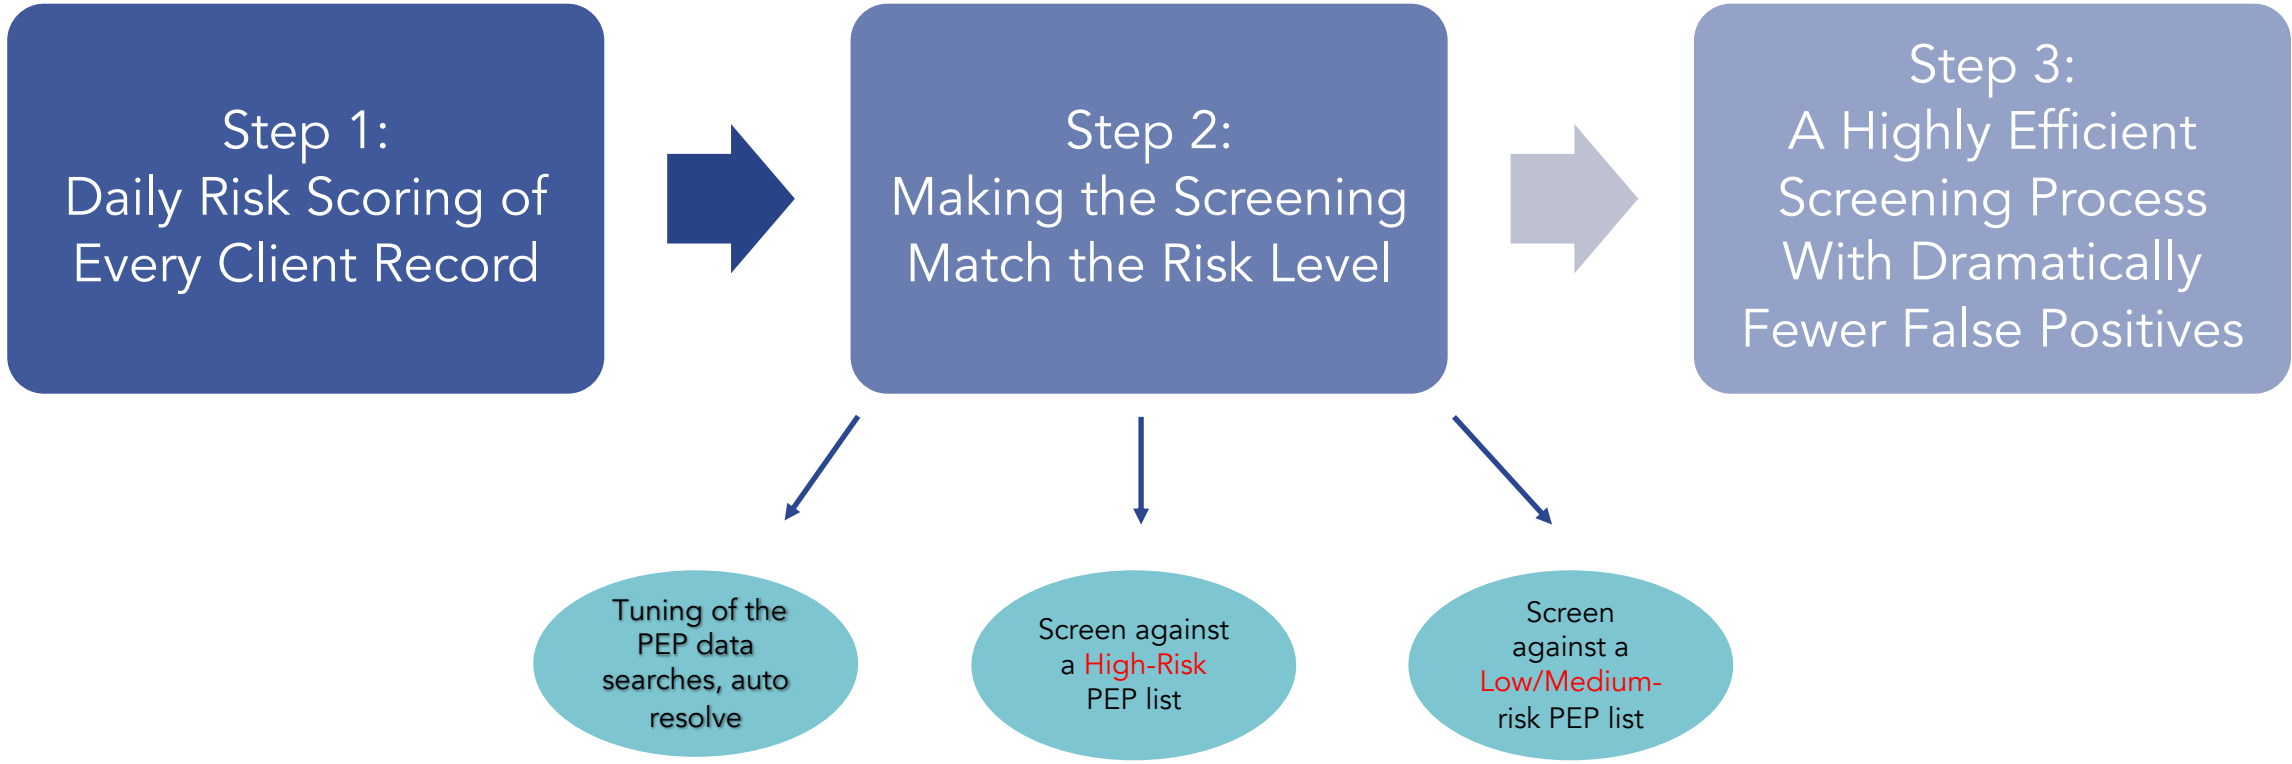 Step 1:
Daily Risk Scoring of
Every Client Record
Step 2:
Making the Screening
Match the Risk Level
Step 3:
A Highly Efficient
Screening Process
With Dramatically
Fewer False Positives
Tuning of the
PEP data
searches, auto
resolve
Screen against
a High-Risk
PEP list
Screen
against a
Low/Medium-
risk PEP list